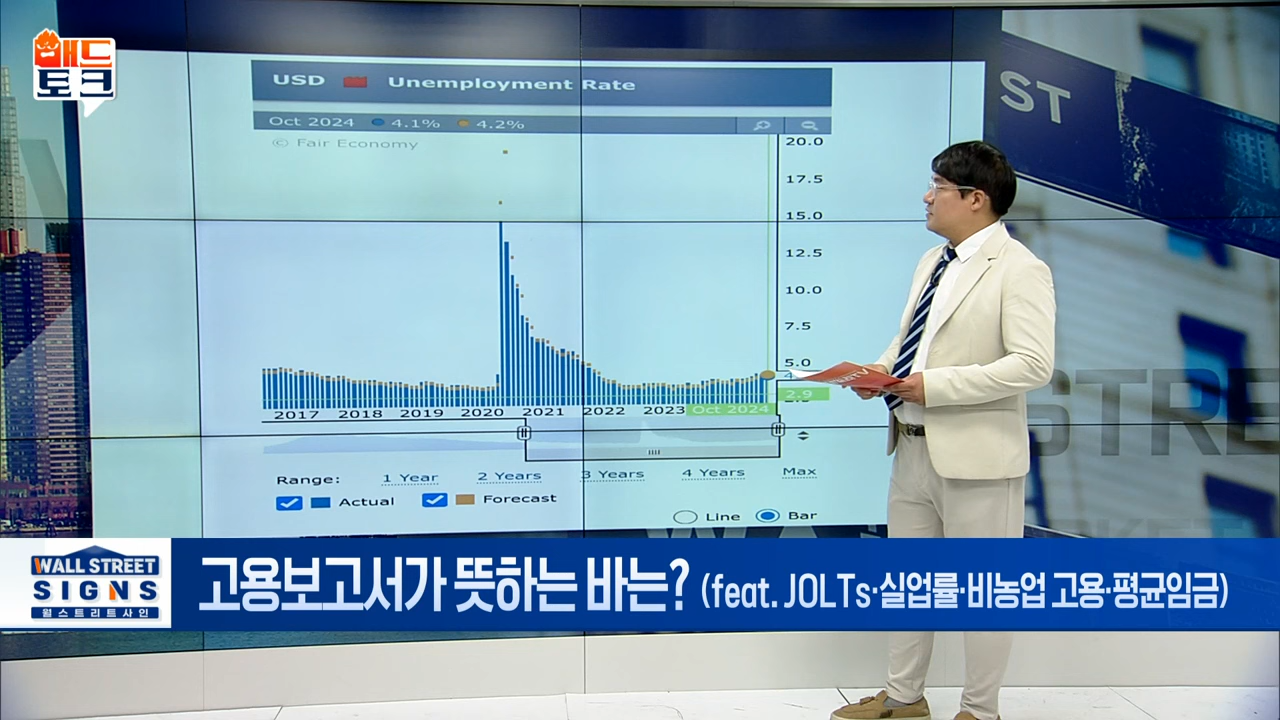 매드
토크
USD Unemployment Rate
Oct 2024 4.1% 4.2%
© Fair Economy
20.0
17.5
15.0
12.5
10.0
7.5
5.0
2.9
2017 2018 2019 2020 2021 2022 2023 Oct 2024
Range: 1 Year 2 Years 3 Years 4 Years Max
Actual Forecast
Line Bar
ST
STRE
WALL STREET
SIGNS
월스트리트사인
고용보고서가 뜻하는 바는? (feat. JOLTs·실업률·비농업 고용·평균임금)